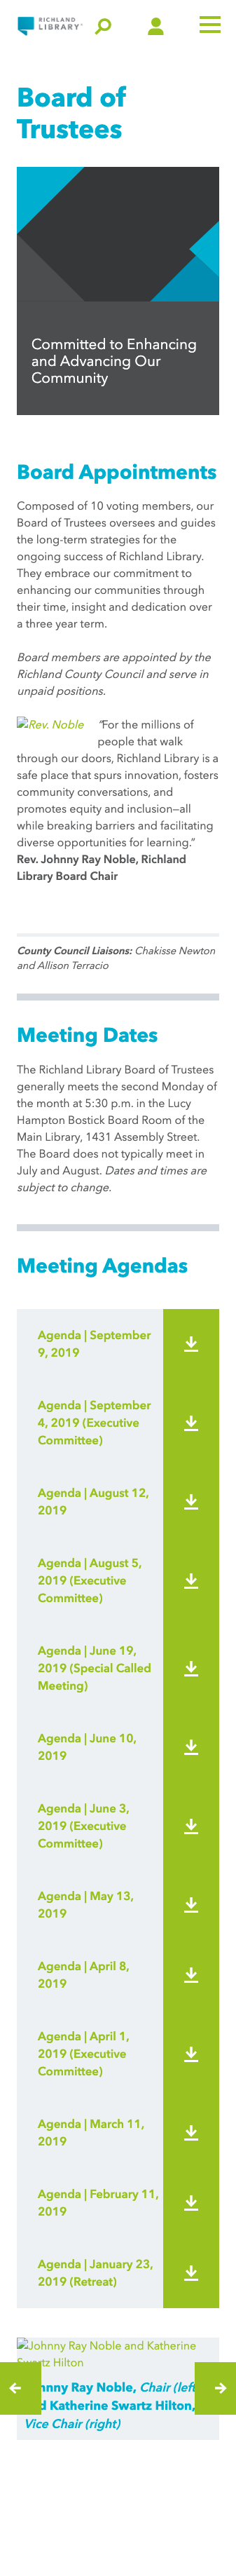 RICHLAND
LIBRARY
Board of
Trustees
Committed to Enhancing
and Advancing Our
Community
Board Appointments
Composed of 10 voting members, our
Board of Trustees oversees and guides
the long-term strategies for the
ongoing success of Richland Library.
They embrace our commitment to
enhancing our communities through
their time, insight and dedication over
a three year term.
Board members are appointed by the
Richland County Council and serve in
unpaid positions.
Rev. Noble "For the millions of
people that walk
through our doors, Richland Library is a
safe place that spurs innovation, fosters
community conversations, and
promotes equity and inclusion—all
while breaking barriers and facilitating
diverse opportunities for learning."
Rev. Johnny Ray Noble, Richland
Library Board Chair
County Council Liaisons: Chakisse Newton
and Allison Terracio
Meeting Dates
The Richland Library Board of Trustees
generally meets the second Monday of
the month at 5:30 p.m. in the Lucy
Hampton Bostick Board Room of the
Main Library, 1431 Assembly Street.
The Board does not typically meet in
July and August. Dates and times are
subject to change.
Meeting Agendas
Agenda | September
9, 2019
Agenda | September
4, 2019 (Executive
Committee)
Agenda | August 12,
2019
Agenda | August 5,
2019 (Executive
Committee)
Agenda | June 19,
2019 (Special Called
Meeting)
Agenda | June 10,
2019
Agenda | June 3,
2019 (Executive
Committee)
Agenda | May 13,
2019
Agenda | April 8,
2019
Agenda | April 1,
2019 (Executive
Committee)
Agenda | March 11,
2019
Agenda | February 11,
2019
Agenda | January 23,
2019 (Retreat)
Johnny Ray Noble and Katherine
Swartz Hilton
Ray Noble, Chair (left
Katherine Swartz Hilton,
Vice Chair (right)